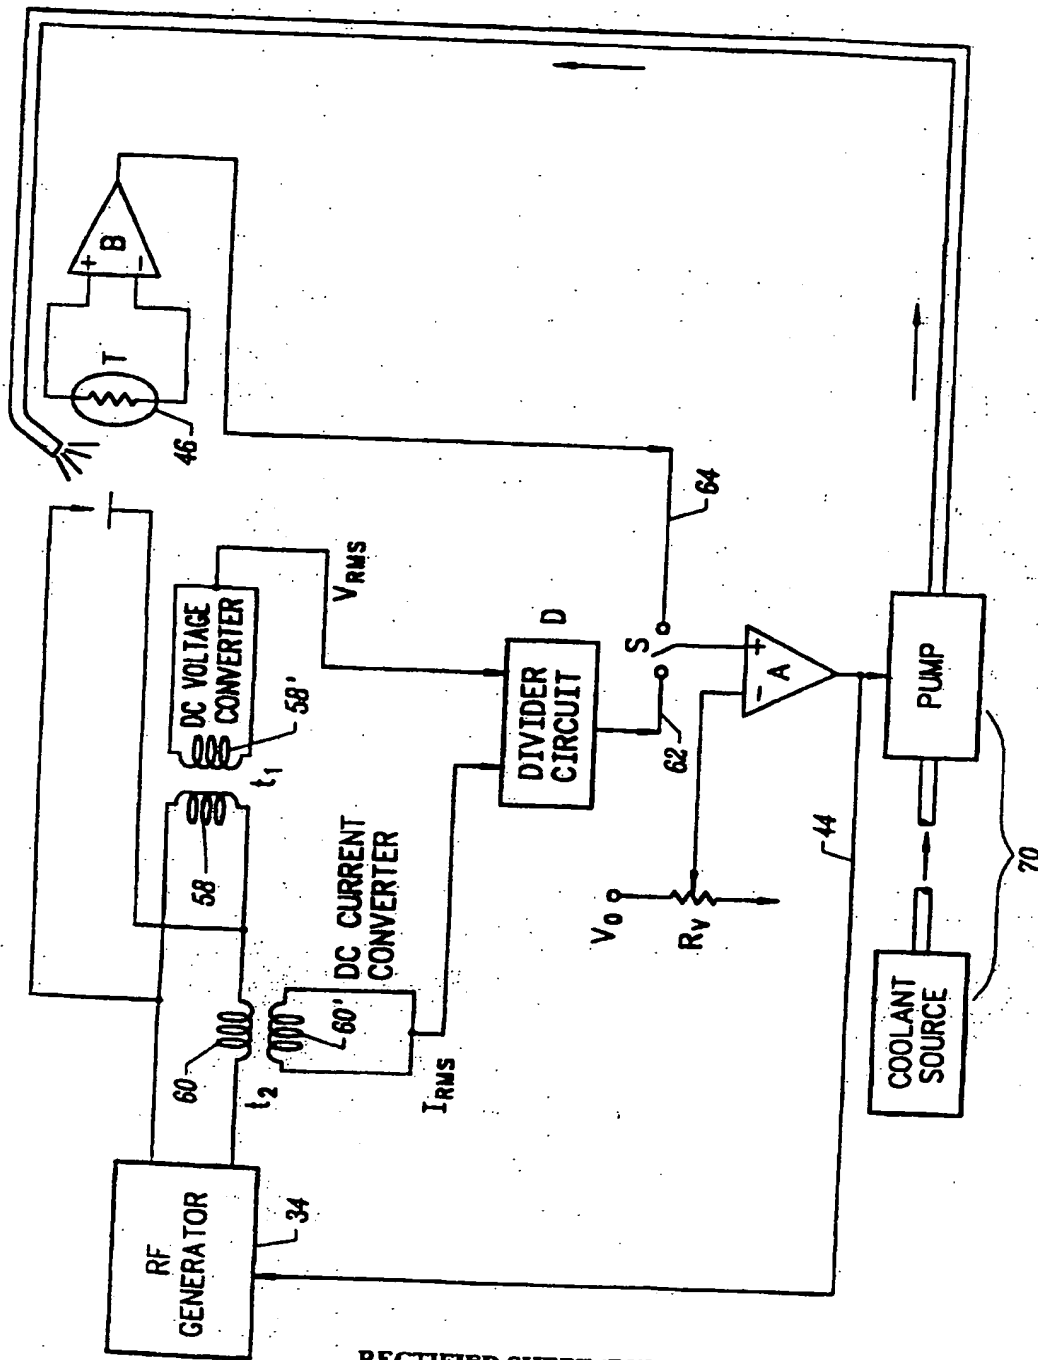 RF
GENERATOR
34
60
t2
60'
IRMS
DC CURRENT
CONVERTER
58
t1
58'
DC VOLTAGE
CONVERTER
VRMS
46
T
+
B
-
DIVIDER
CIRCUIT
D
62
S
64
V0
RV
-
A
+
44
PUMP
COOLANT
SOURCE
70